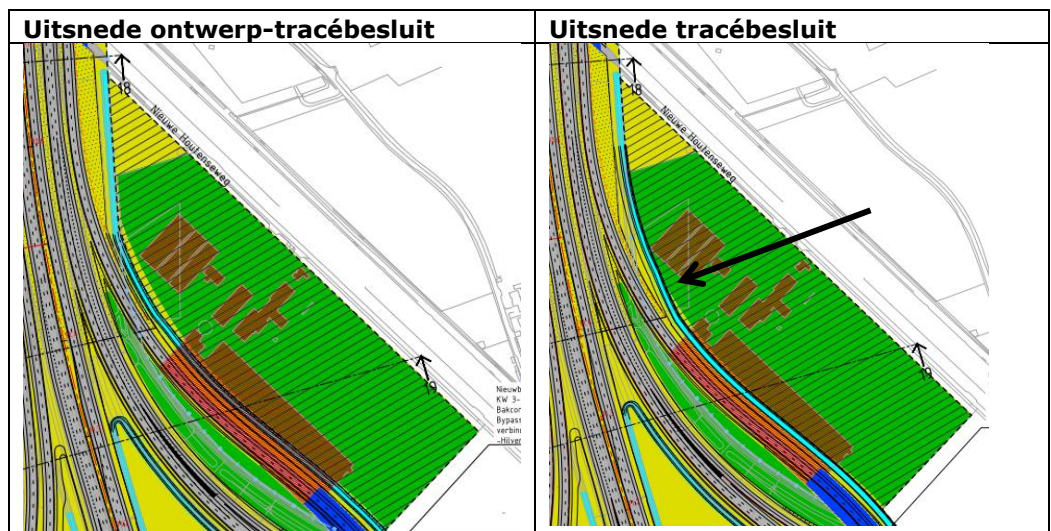 Uitsnede ontwerp-tracébesluit
Uitsnede tracébesluit
18
Nieuwe Houtenseweg
19
Nieuwb
KW 3-
Bakcor
Bypass
verbin
-Hilver
18
Nieuwe Houtenseweg
19